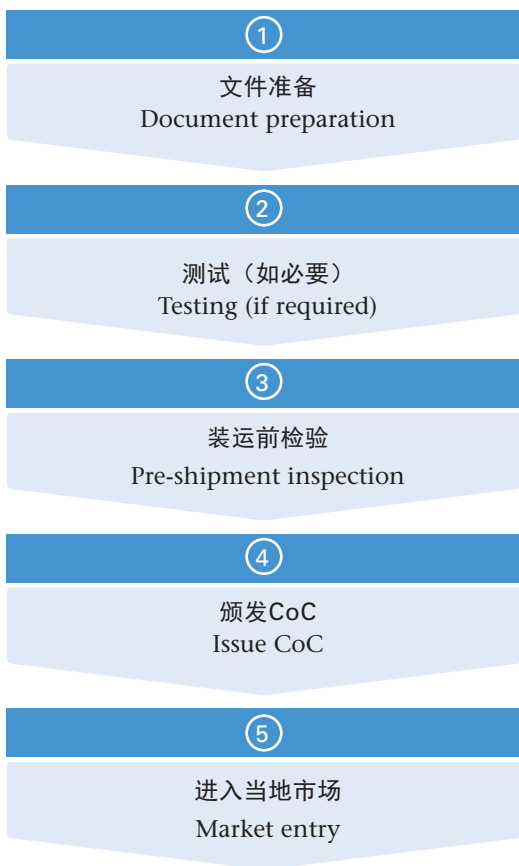 ①
文件准备
Document preparation
②
测试（如必要）
Testing (if required)
③
装运前检验
Pre-shipment inspection
④
颁发CoC
Issue CoC
⑤
进入当地市场
Market entry